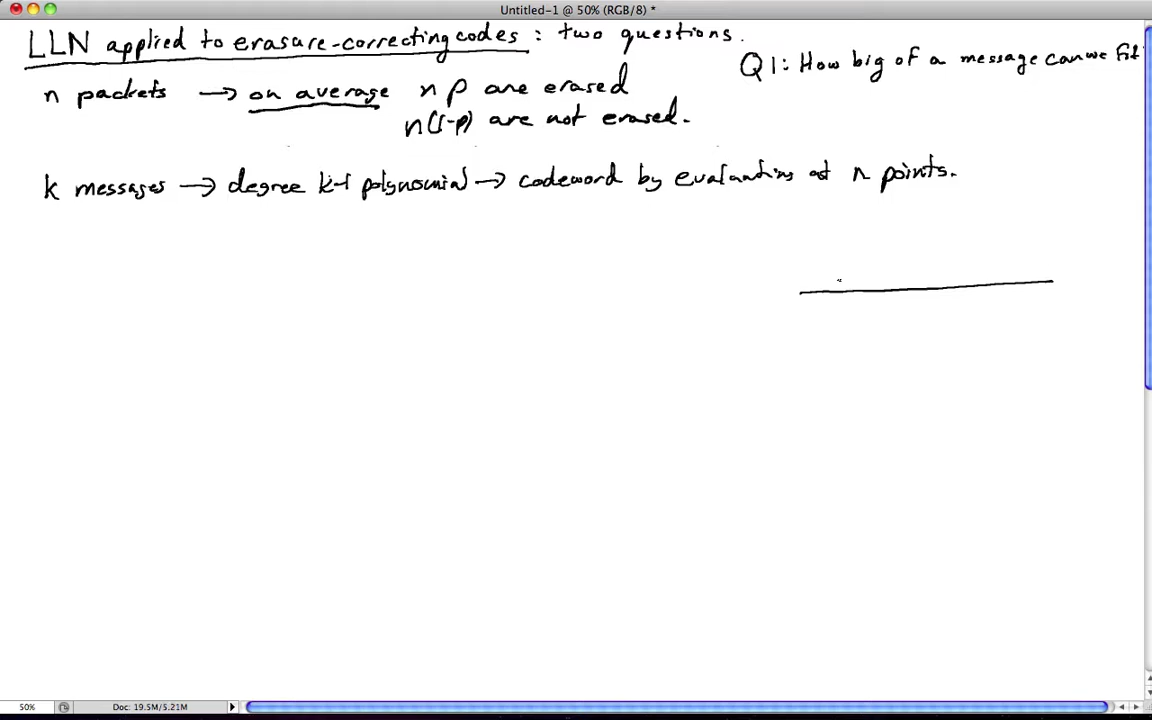 Untitled-1 @ 50% (RGB/8) *
LLN applied to erasure-correcting codes : two questions.
Q1: How big of a message can we fit
n packets → on average np are erased
n(1-p) are not erased.
k messages → degree k-1 polynomial → codeword by evaluating at n points.
50% Doc: 19.5M/5.21M